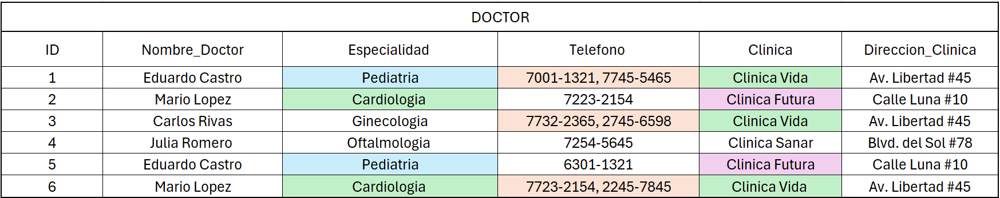 DOCTOR
ID Nombre_Doctor Especialidad Telefono Clinica Direccion_Clinica
1 Eduardo Castro Pediatria 7001-1321, 7745-5465 Clinica Vida Av. Libertad #45
2 Mario Lopez Cardiologia 7223-2154 Clinica Futura Calle Luna #10
3 Carlos Rivas Ginecologia 7732-2365, 2745-6598 Clinica Vida Av. Libertad #45
4 Julia Romero Oftalmologia 7254-5645 Clinica Sanar Blvd. del Sol #78
5 Eduardo Castro Pediatria 6301-1321 Clinica Futura Calle Luna #10
6 Mario Lopez Cardiologia 7723-2154, 2245-7845 Clinica Vida Av. Libertad #45